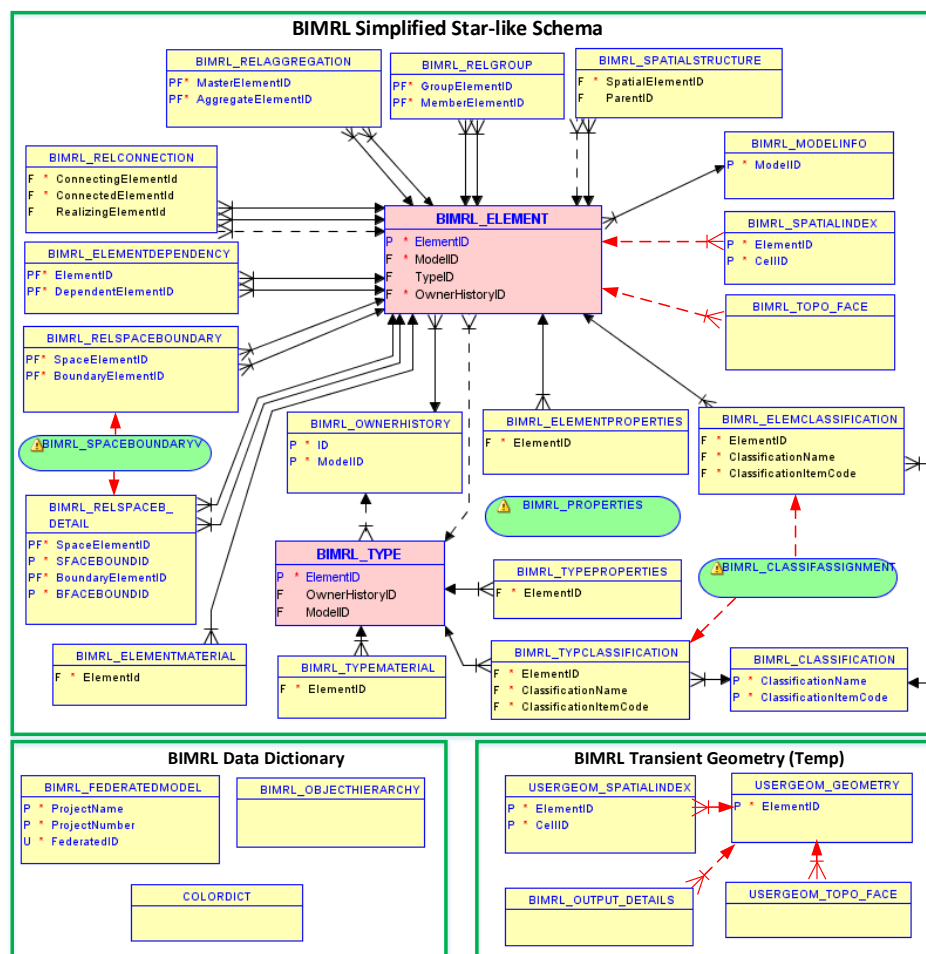 BIMRL Simplified Star-like Schema
BIMRL_RELAGGREGATION
PF* MasterElementID
PF* AggregateElementID
BIMRL_RELGROUP
PF* GroupElementID
PF* MemberElementID
BIMRL_SPATIALSTRUCTURE
F * SpatialElementID
F ParentID
BIMRL_RELCONNECTION
F * ConnectingElementId
F * ConnectedElementId
F RealizingElementId
BIMRL_MODELINFO
P * ModelID
BIMRL_ELEMENT
P * ElementID
F * ModelID
F TypeID
F * OwnerHistoryID
BIMRL_SPATIALINDEX
P * ElementID
P * CellID
BIMRL_ELEMENTDEPENDENCY
PF* ElementID
PF* DependentElementID
BIMRL_TOPO_FACE
BIMRL_RELSPACEBOUNDARY
PF* SpaceElementID
PF* BoundaryElementID
BIMRL_OWNERHISTORY
P * ID
P * ModelID
BIMRL_ELEMENTPROPERTIES
F * ElementID
BIMRL_ELEMCLASSIFICATION
F * ElementID
F * ClassificationName
F * ClassificationItemCode
BIMRL_SPACEBOUNDARYV
BIMRL_RELSPACEB_
DETAIL
PF* SpaceElementID
P * SFACEBOUNDID
PF* BoundaryElementID
P * BFACEBOUNDID
BIMRL_PROPERTIES
BIMRL_TYPE
P * ElementID
F OwnerHistoryID
F ModelID
BIMRL_TYPEPROPERTIES
F * ElementID
BIMRL_CLASSIFASSIGNMENT
BIMRL_ELEMENTMATERIAL
F * ElementId
BIMRL_TYPEMATERIAL
F * ElementID
BIMRL_TYPCLASSIFICATION
F * ElementID
F * ClassificationName
F * ClassificationItemCode
BIMRL_CLASSIFICATION
P * ClassificationName
P * ClassificationItemCode
BIMRL Data Dictionary
BIMRL_FEDERATEDMODEL
P * ProjectName
P * ProjectNumber
U * FederatedID
BIMRL_OBJECTHIERARCHY
COLORDICT
BIMRL Transient Geometry (Temp)
USERGEOM_SPATIALINDEX
P * ElementID
P * CellID
USERGEOM_GEOMETRY
P * ElementID
BIMRL_OUTPUT_DETAILS
USERGEOM_TOPO_FACE